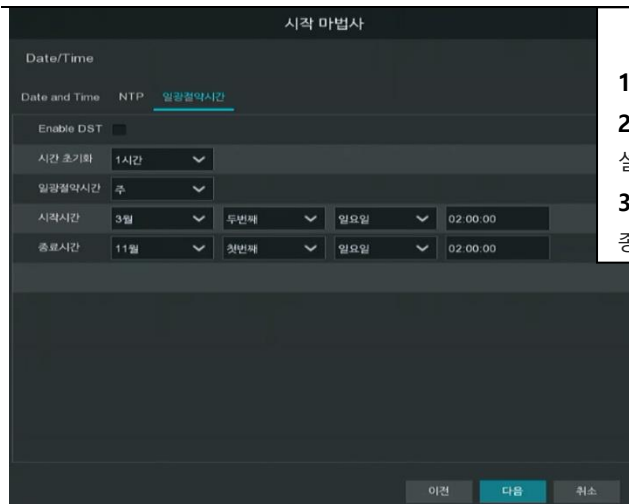 시작 마법사
Date/Time
Date and Time NTP 일광절약시간
Enable DST
시간 초기화 1시간
일광절약시간 주
시작시간 3월 두번째 일요일 02:00:00
종료시간 11월 첫번째 일요일 02:00:00
이전 다음 취소
1
2
3